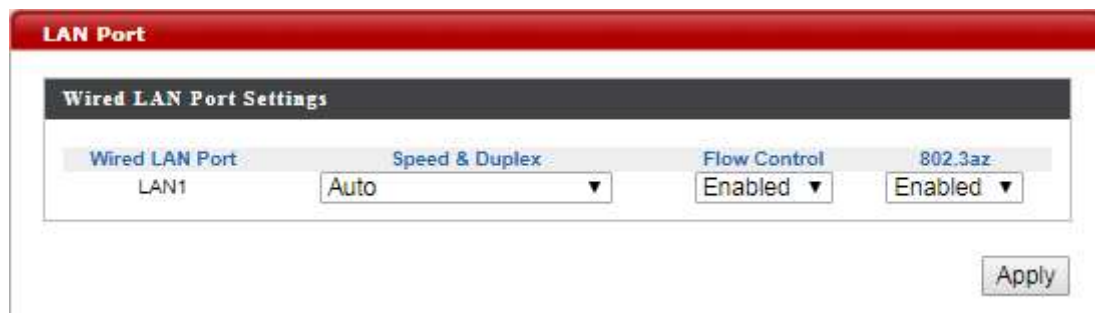 LAN Port
Wired LAN Port Settings
Wired LAN Port Speed & Duplex Flow Control 802.3az
LAN1 Auto Enabled Enabled
Apply